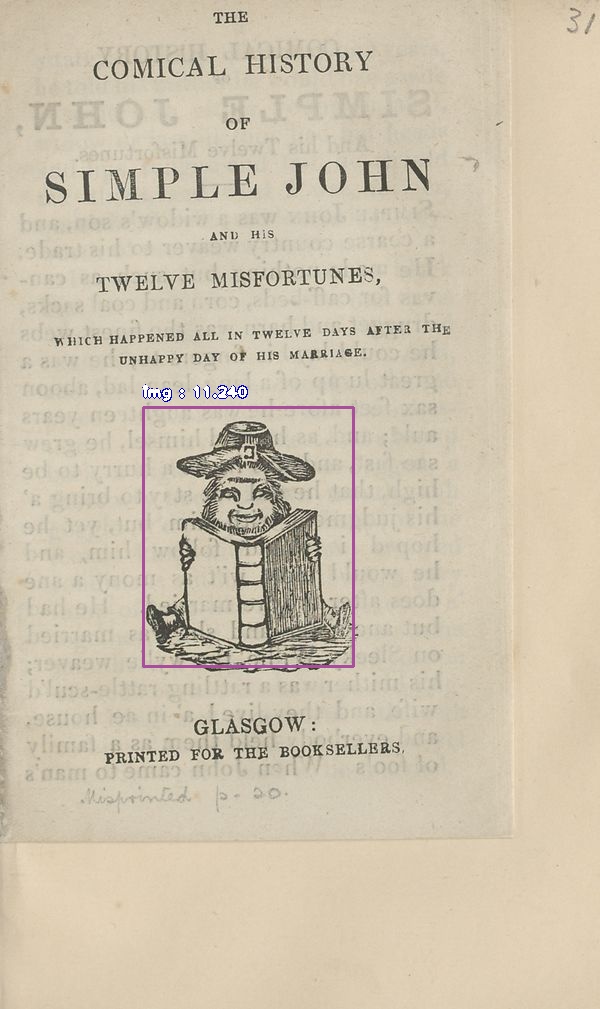 31
THE
COMICAL HISTORY
OF
SIMPLE JOHN
AND HIS
TWELVE MISFORTUNES,
WHICH HAPPENED ALL IN TWELVE DAYS AFTER THE
UNHAPPY DAY OF HIS MARRIAGE.
img : 11.240
GLASGOW:
PRINTED FOR THE BOOKSELLERS.
Misprinted p. 20.